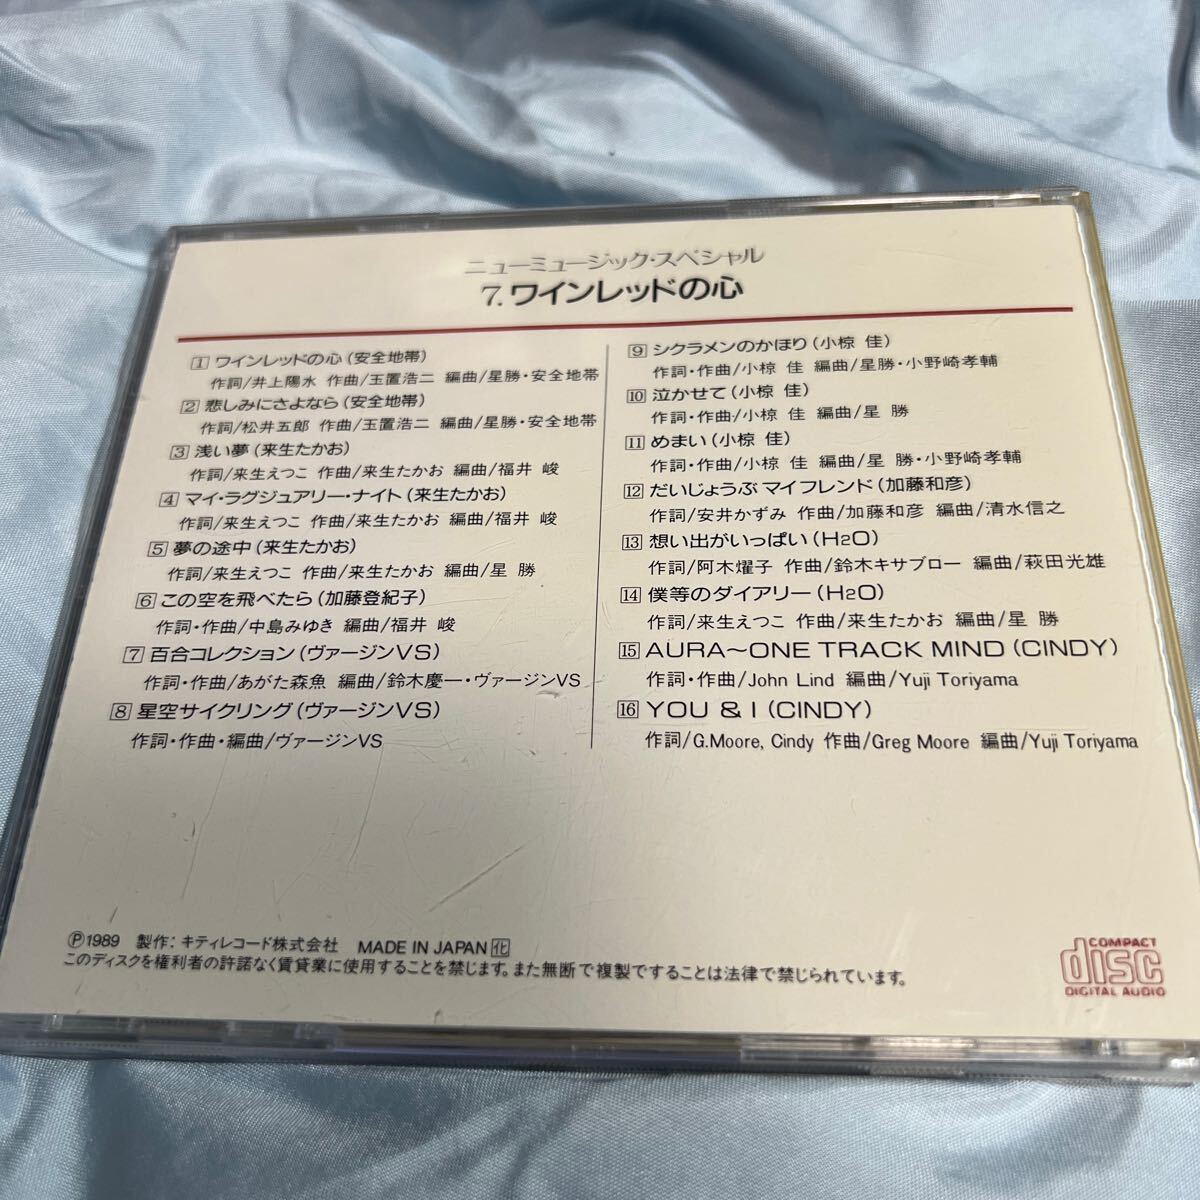 ニューミュージック・スペシャル
7.ワインレッドの心
1 ワインレッドの心(安全地帯)
作詞/井上陽水 作曲/玉置浩二 編曲/星勝・安全地帯
2 悲しみにさよなら(安全地帯)
作詞/松井五郎 作曲/玉置浩二 編曲/星勝・安全地帯
3 浅い夢(来生たかお)
作詞/来生えつこ 作曲/来生たかお 編曲/福井 峻
4 マイ・ラグジュアリー・ナイト(来生たかお)
作詞/来生えつこ 作曲/来生たかお 編曲/福井 峻
5 夢の途中(来生たかお)
作詞/来生えつこ 作曲/来生たかお 編曲/星 勝
6 この空を飛べたら(加藤登紀子)
作詞・作曲/中島みゆき 編曲/福井 峻
7 百合コレクション(ヴァージンVS)
作詞・作曲/あがた森魚 編曲/鈴木慶一・ヴァージンVS
8 星空サイクリング(ヴァージンVS)
作詞・作曲・編曲/ヴァージンVS
9 シクラメンのかほり(小椋 佳)
作詞・作曲/小椋 佳 編曲/星勝・小野崎孝輔
10 泣かせて(小椋 佳)
作詞・作曲/小椋 佳 編曲/星 勝
11 めまい(小椋 佳)
作詞・作曲/小椋 佳 編曲/星 勝・小野崎孝輔
12 だいじょうぶ マイフレンド(加藤和彦)
作詞/安井かずみ 作曲/加藤和彦 編曲/清水信之
13 想い出がいっぱい(H2O)
作詞/阿木燿子 作曲/鈴木キサブロー 編曲/萩田光雄
14 僕等のダイアリー(H2O)
作詞/来生えつこ 作曲/来生たかお 編曲/星 勝
15 AURA〜ONE TRACK MIND(CINDY)
作詞・作曲/John Lind 編曲/Yuji Toriyama
16 YOU & I(CINDY)
作詞/G.Moore, Cindy 作曲/Greg Moore 編曲/Yuji Toriyama
Ⓟ1989 製作:キティレコード株式会社 MADE IN JAPAN 化
このディスクを権利者の許諾なく賃貸業に使用することを禁じます。また無断で複製ですることは法律で禁じられています。
COMPACT
disc
DIGITAL AUDIO